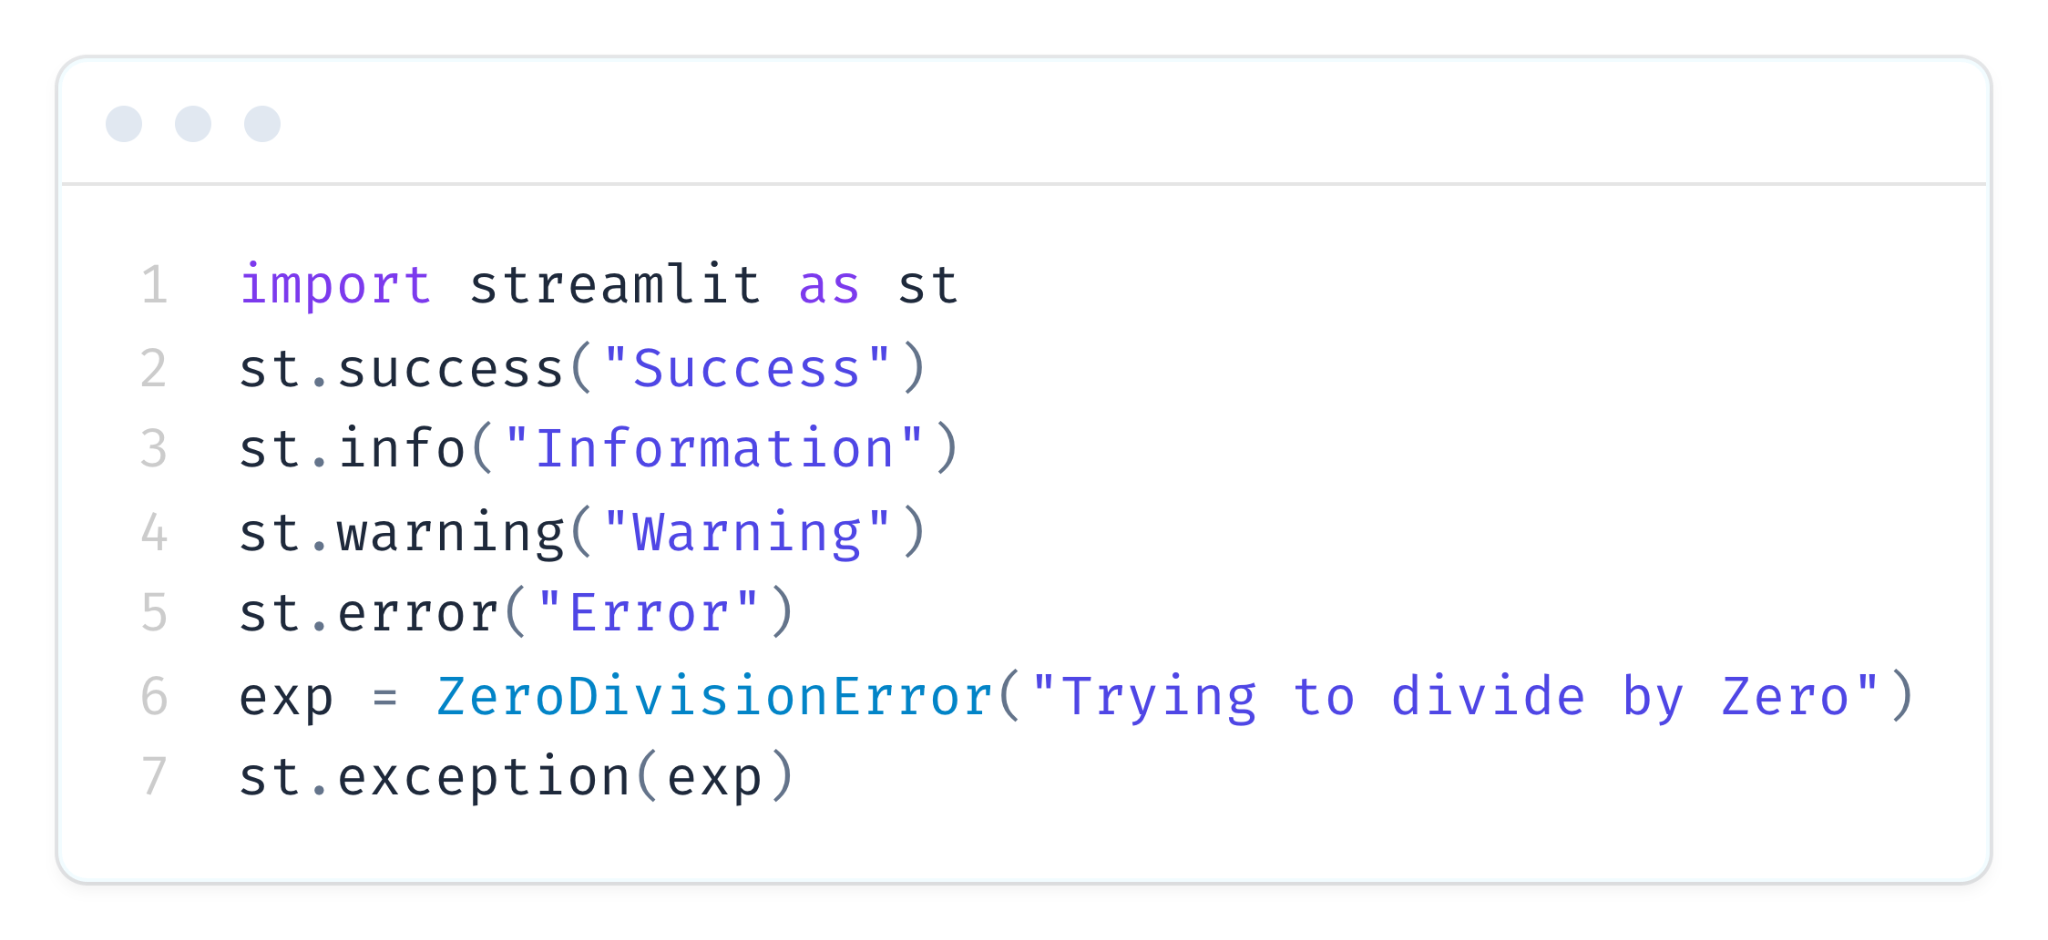 1 import streamlit as st
2 st.success("Success")
3 st.info("Information")
4 st.warning("Warning")
5 st.error("Error")
6 exp = ZeroDivisionError("Trying to divide by Zero")
7 st.exception(exp)